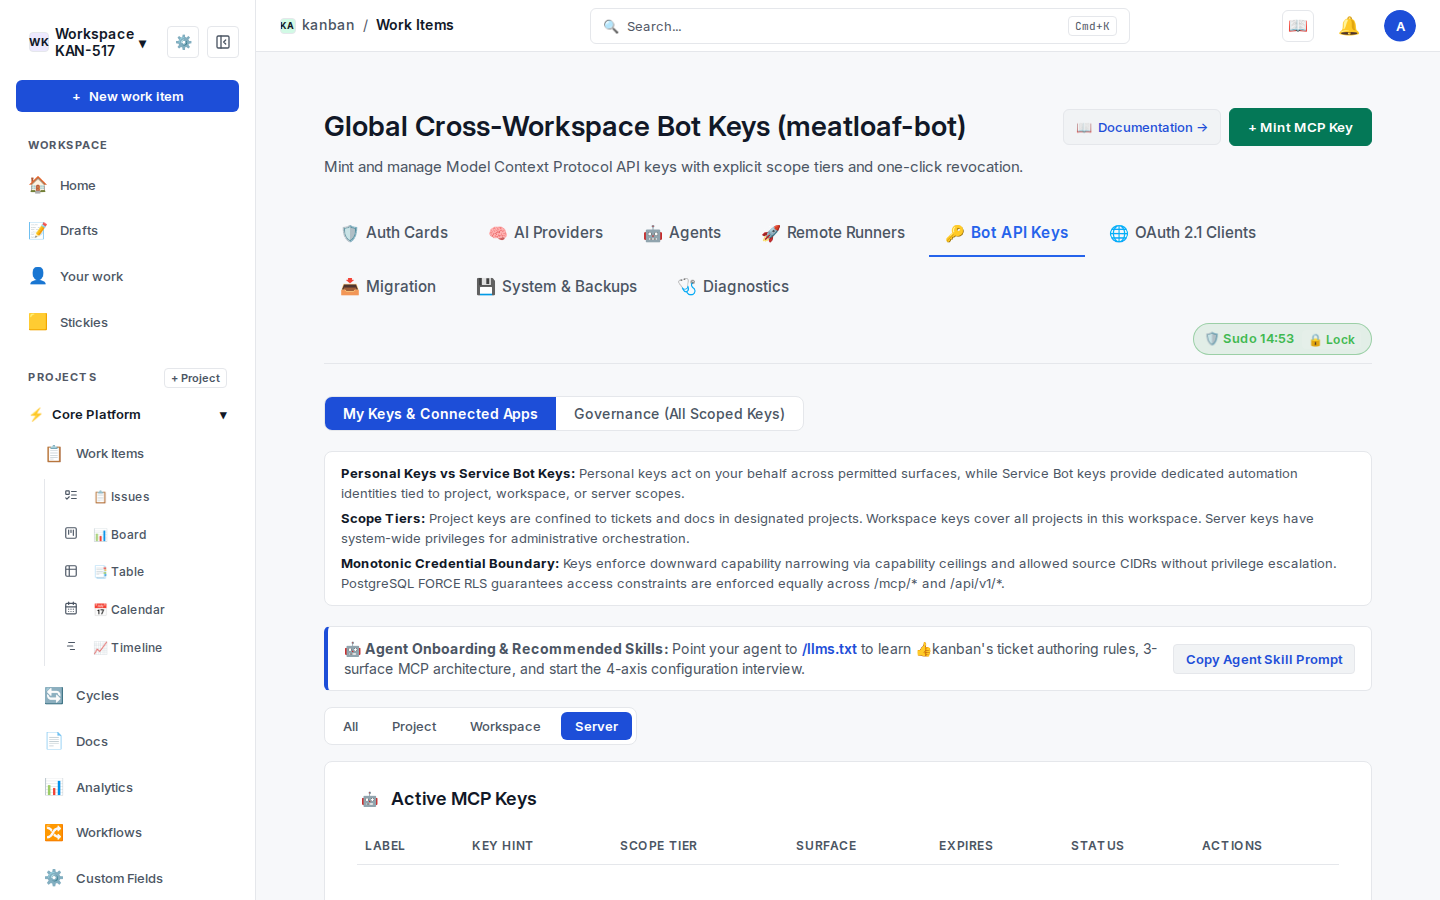 WK
Workspace KAN-517 ▾
+ New work item
WORKSPACE
Home
Drafts
Your work
Stickies
PROJECTS
+ Project
Core Platform ▾
Work Items
Issues
Board
Table
Calendar
Timeline
Cycles
Docs
Analytics
Workflows
Custom Fields
KA kanban / Work Items
Search...
Cmd+K
A
Global Cross-Workspace Bot Keys (meatloaf-bot)
Documentation →
+ Mint MCP Key
Mint and manage Model Context Protocol API keys with explicit scope tiers and one-click revocation.
Auth Cards
AI Providers
Agents
Remote Runners
Bot API Keys
OAuth 2.1 Clients
Migration
System & Backups
Diagnostics
Sudo 14:53
Lock
My Keys & Connected Apps
Governance (All Scoped Keys)
Personal Keys vs Service Bot Keys: Personal keys act on your behalf across permitted surfaces, while Service Bot keys provide dedicated automation
identities tied to project, workspace, or server scopes.
Scope Tiers: Project keys are confined to tickets and docs in designated projects. Workspace keys cover all projects in this workspace. Server keys have
system-wide privileges for administrative orchestration.
Monotonic Credential Boundary: Keys enforce downward capability narrowing via capability ceilings and allowed source CIDRs without privilege escalation.
PostgreSQL FORCE RLS guarantees access constraints are enforced equally across /mcp/* and /api/v1/*.
🤖 Agent Onboarding & Recommended Skills: Point your agent to /llms.txt to learn 👍kanban's ticket authoring rules, 3-
surface MCP architecture, and start the 4-axis configuration interview.
Copy Agent Skill Prompt
All
Project
Workspace
Server
Active MCP Keys
LABEL
KEY HINT
SCOPE TIER
SURFACE
EXPIRES
STATUS
ACTIONS